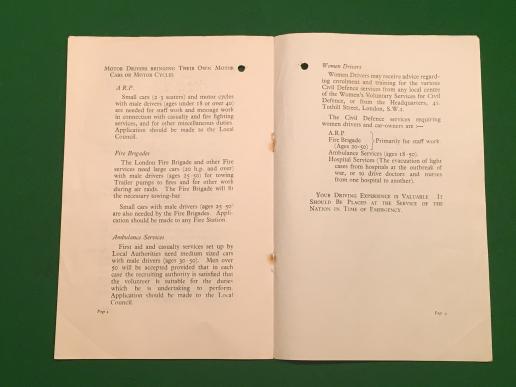 Motor Drivers bringing Their Own Motor
Cars or Motor Cycles
A.R.P.
Small cars (2-3 seaters) and motor cycles
with male drivers (ages under 18 or over 40)
are needed for staff work and message work
in connection with casualty and fire fighting
services, and for other miscellaneous duties.
Application should be made to the Local
Council.
Fire Brigades
The London Fire Brigade and other Fire
services need large cars (20 h.p. and over)
with male drivers (ages 25-50) for towing
Trailer pumps to fires and for other work
during air raids. The Fire Brigade will fit
the necessary towing-bar.
Small cars with male drivers (ages 25-50)
are also needed by the Fire Brigades. Appli-
cation should be made to any Fire Station.
Ambulance Services
First aid and casualty services set up by
Local Authorities need medium sized cars
with male drivers (ages 30-50). Men over
50 will be accepted provided that in each
case the recruiting authority is satisfied that
the volunteer is suitable for the duties
which he is undertaking to perform.
Application should be made to the Local
Council.
Page
Women Drivers
Women Drivers may receive advice regard-
ing enrolment and training for the various
Civil Defence services from any local centre
of the Women's Voluntary Services for Civil
Defence, or from the Headquarters, 41,
Tothill Street, London, S.W.1.
The Civil Defence services requiring
women drivers and car-owners are :—
A.R.P.
Fire Brigade } Primarily for staff work
(Ages 20-50)
Ambulance Services (ages 18-50)
Hospital Services (The evacuation of light
cases from hospitals at the outbreak of
war, or to drive doctors and nurses
from one hospital to another).
Your Driving Experience is Valuable. It
Should Be Placed at the Service of the
Nation in Time of Emergency.
Page